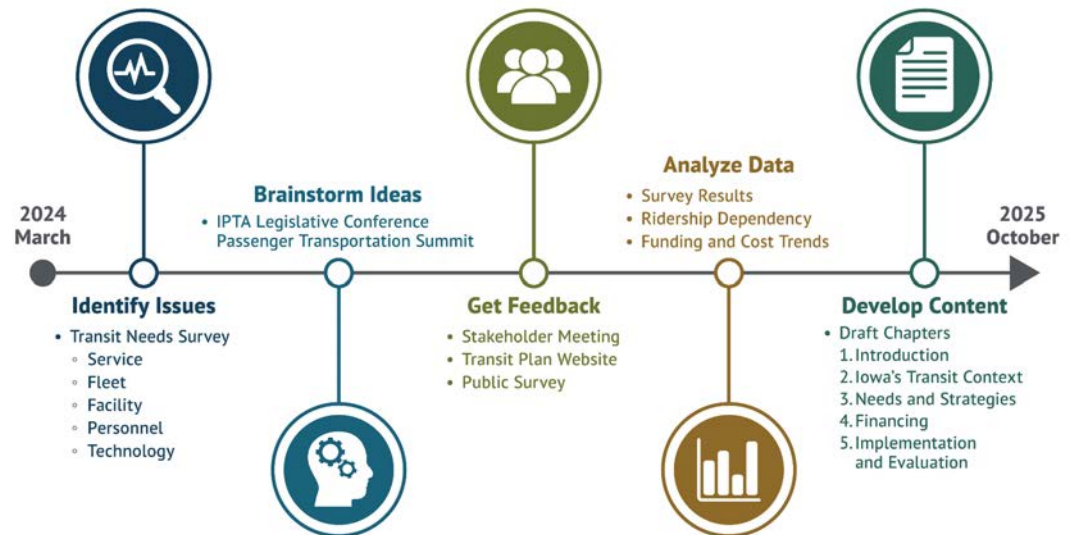 2024
March
Identify Issues
• Transit Needs Survey
◦ Service
◦ Fleet
◦ Facility
◦ Personnel
◦ Technology
Brainstorm Ideas
• IPTA Legislative Conference
Passenger Transportation Summit
Get Feedback
• Stakeholder Meeting
• Transit Plan Website
• Public Survey
Analyze Data
• Survey Results
• Ridership Dependency
• Funding and Cost Trends
Develop Content
• Draft Chapters
1. Introduction
2. Iowa's Transit Context
3. Needs and Strategies
4. Financing
5. Implementation
and Evaluation
2025
October